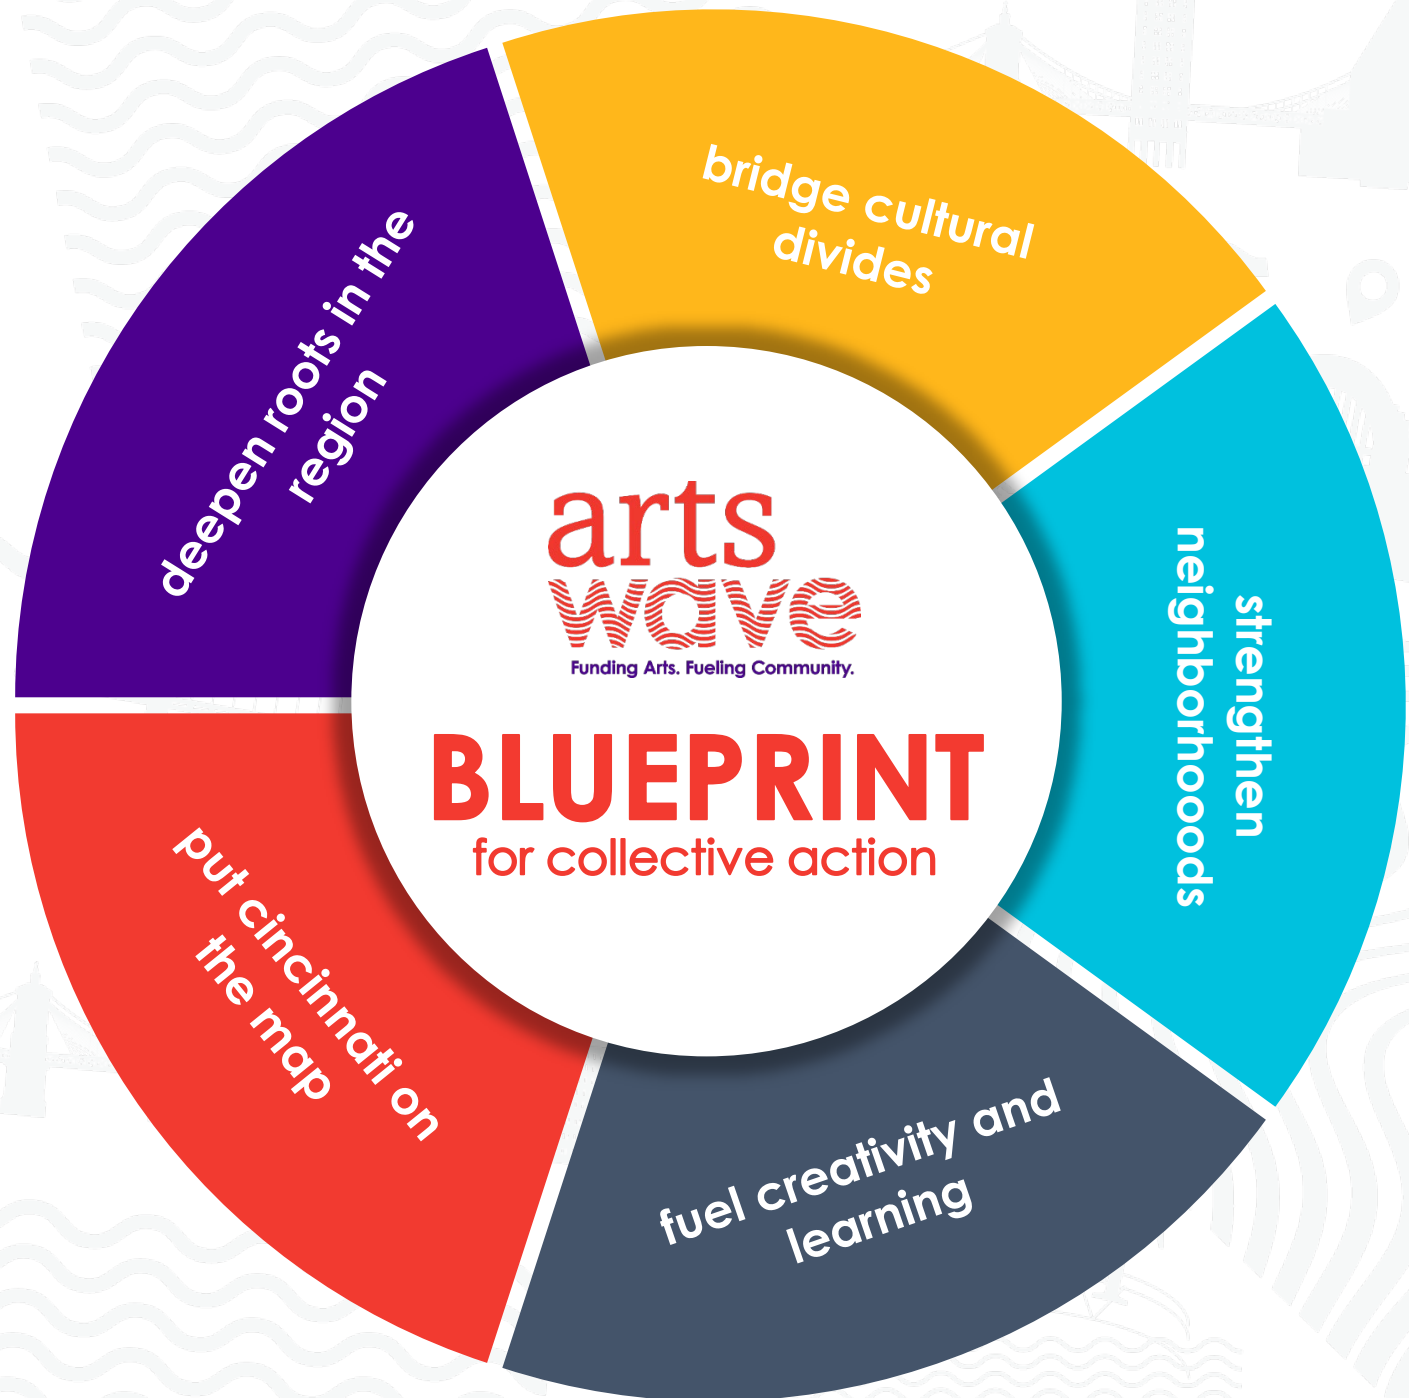 arts
wave
Funding Arts. Fueling Community.
BLUEPRINT
for collective action
bridge cultural
divides
strengthen
neighborhoods
fuel creativity and
learning
put cincinnati on
the map
deepen roots in the
region